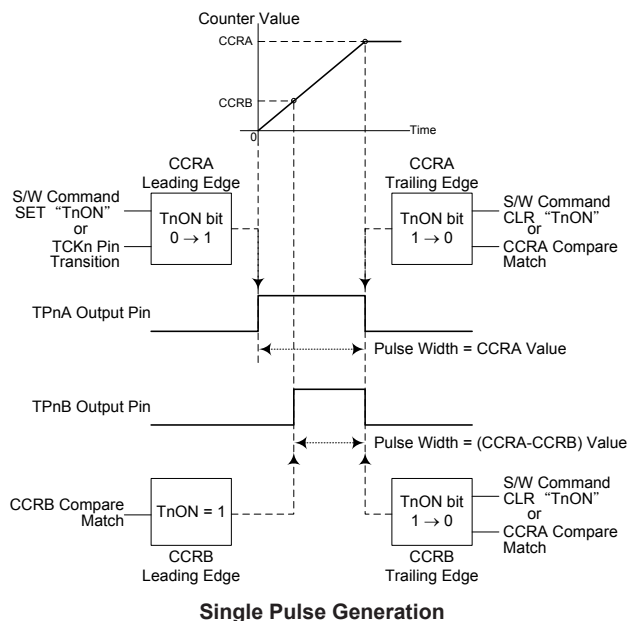 Counter Value
CCRA
CCRB
0
Time
CCRA
Leading Edge
S/W Command
SET “TnON”
or
TCKn Pin
Transition
TnON bit
0 → 1
CCRA
Trailing Edge
TnON bit
1 → 0
S/W Command
CLR “TnON”
or
CCRA Compare
Match
TPnA Output Pin
Pulse Width = CCRA Value
TPnB Output Pin
Pulse Width = (CCRA-CCRB) Value
CCRB Compare
Match
TnON = 1
CCRB
Leading Edge
TnON bit
1 → 0
CCRB
Trailing Edge
S/W Command
CLR “TnON”
or
CCRA Compare
Match
Single Pulse Generation